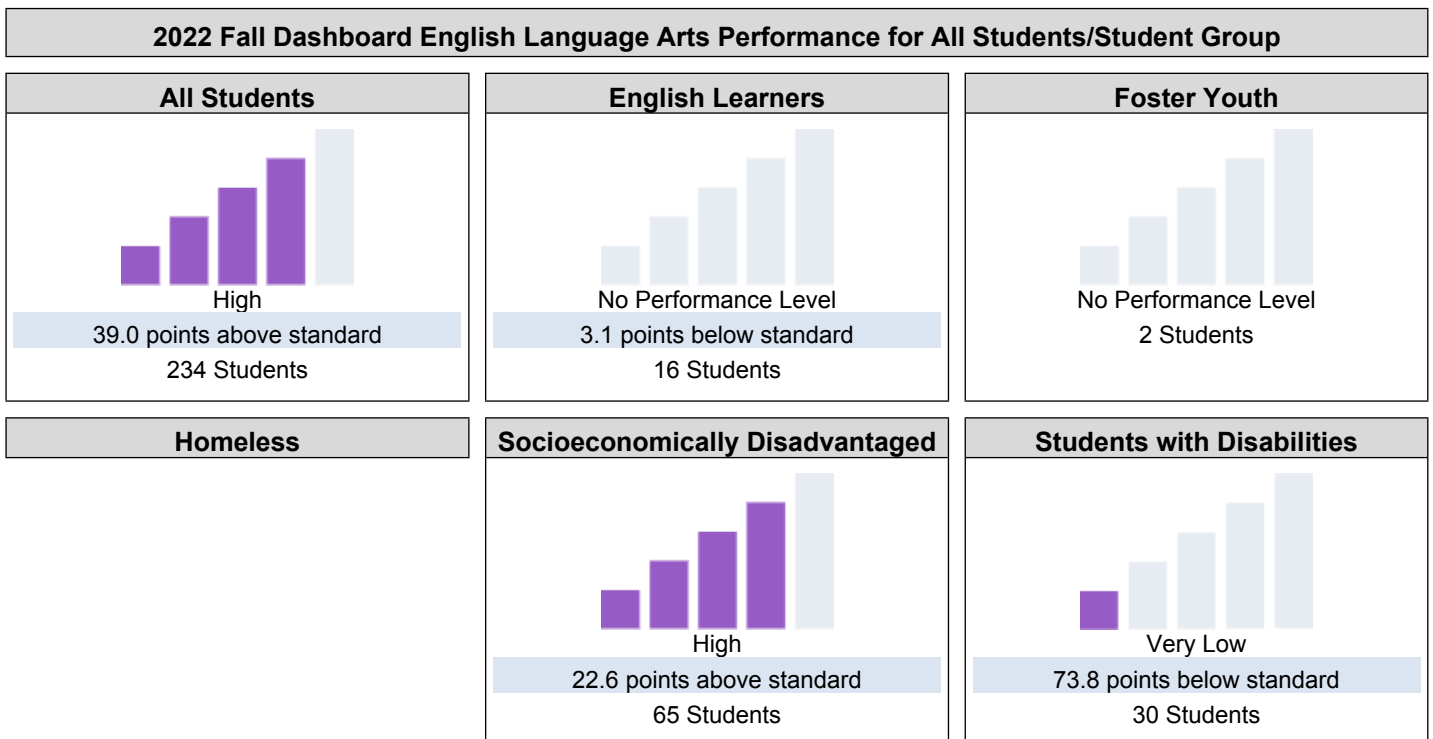 2022 Fall Dashboard English Language Arts Performance for All Students/Student Group
All Students
High
39.0 points above standard
234 Students
English Learners
No Performance Level
3.1 points below standard
16 Students
Foster Youth
No Performance Level
2 Students
Homeless
Socioeconomically Disadvantaged
High
22.6 points above standard
65 Students
Students with Disabilities
Very Low
73.8 points below standard
30 Students